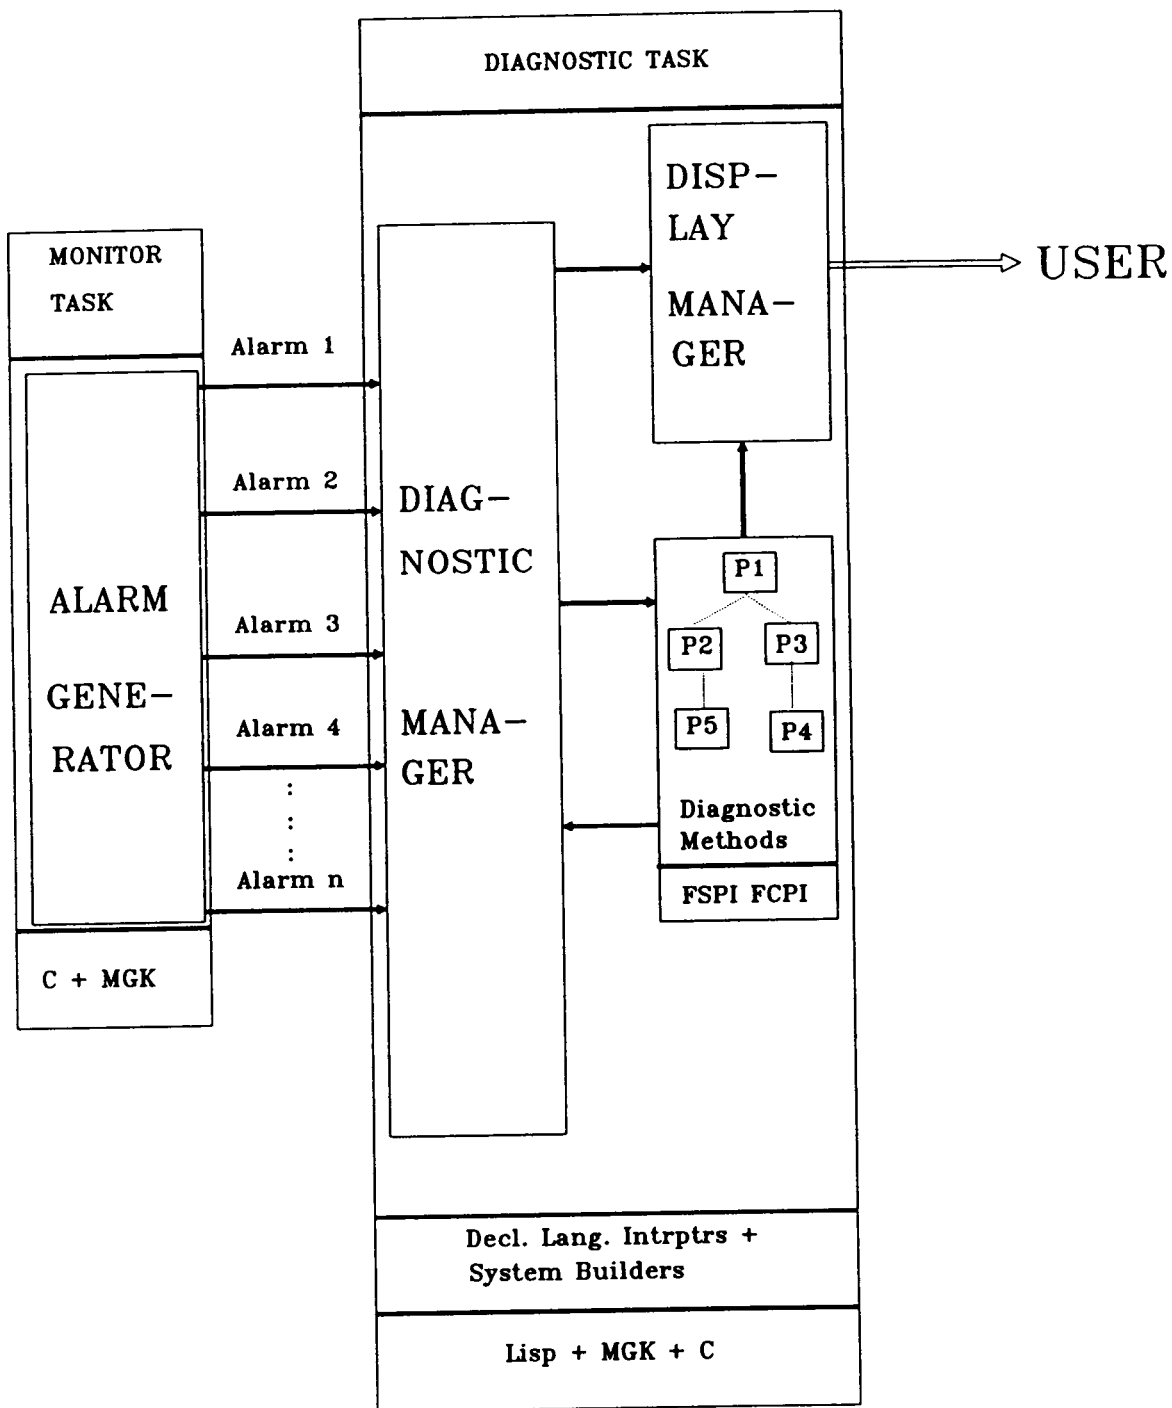 DIAGNOSTIC TASK
DISP-
LAY
MANA-
GER
USER
MONITOR
TASK
Alarm 1
Alarm 2
Alarm 3
Alarm 4
:
:
Alarm n
ALARM
GENE-
RATOR
C + MGK
DIAG-
NOSTIC
MANA-
GER
P1
P2
P3
P5
P4
Diagnostic
Methods
FSPI FCPI
Decl. Lang. Intrptrs +
System Builders
Lisp + MGK + C